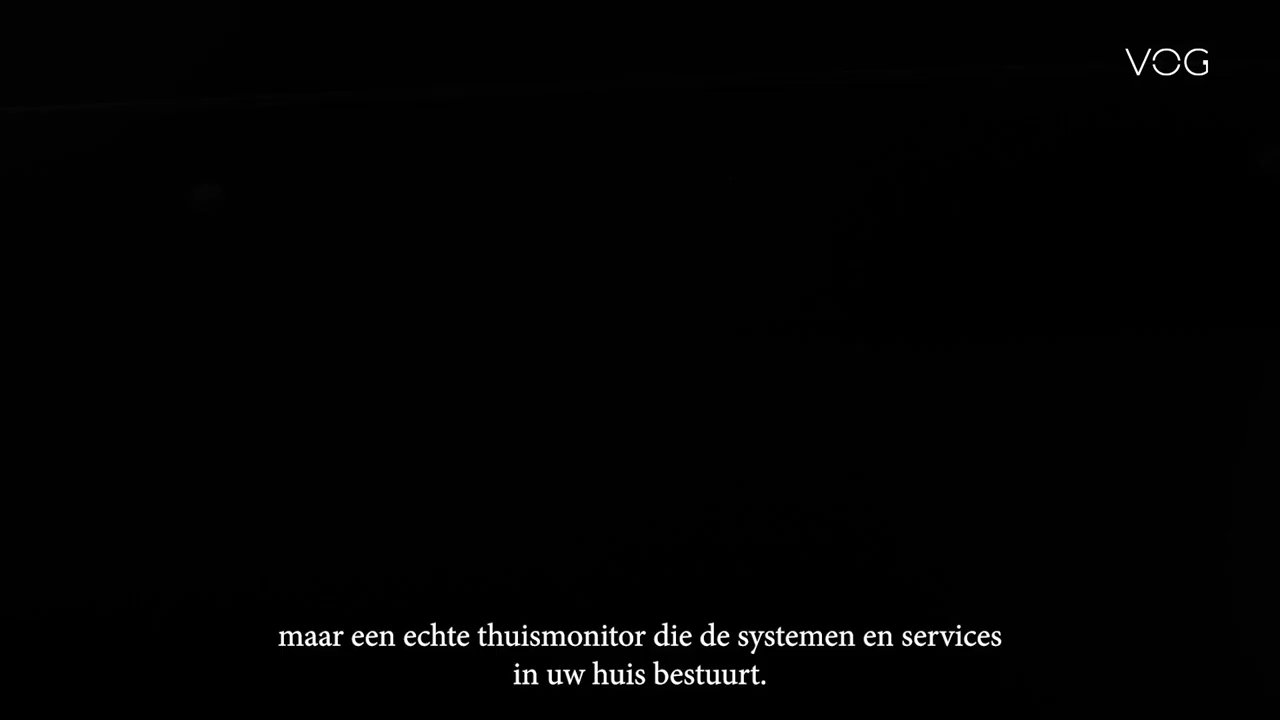 VOG
maar een echte thuismonitor die de systemen en services
in uw huis bestuurt.